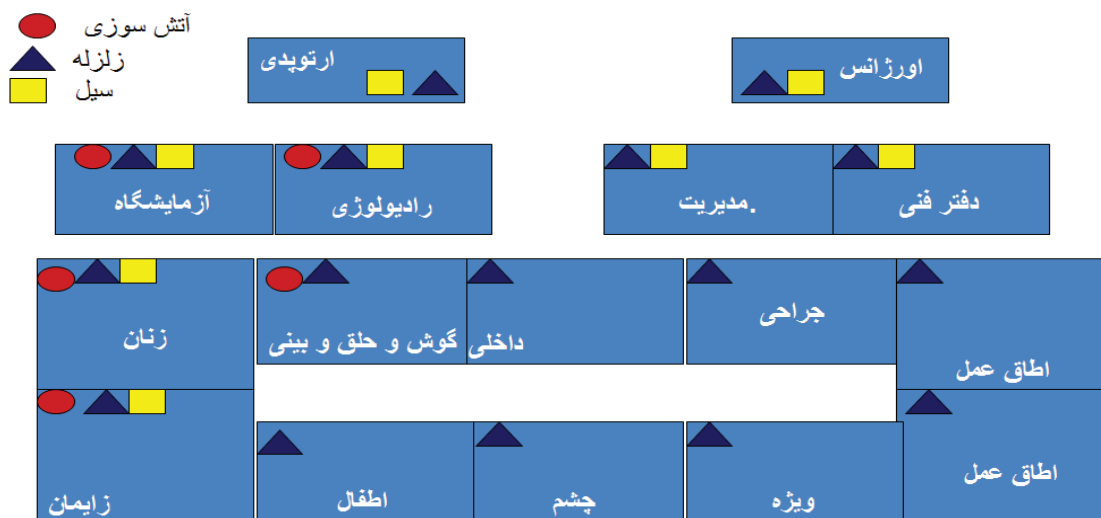 آتش سوزی
زلزله
سیل
اورژانس
ارتوپدی
دفتر فنی
مدیریت.
رادیولوژی
آزمایشگاه
اطاق عمل
جراحی
داخلی
گوش و حلق و بینی
زنان
اطاق عمل
ویژه
چشم
اطفال
زایمان